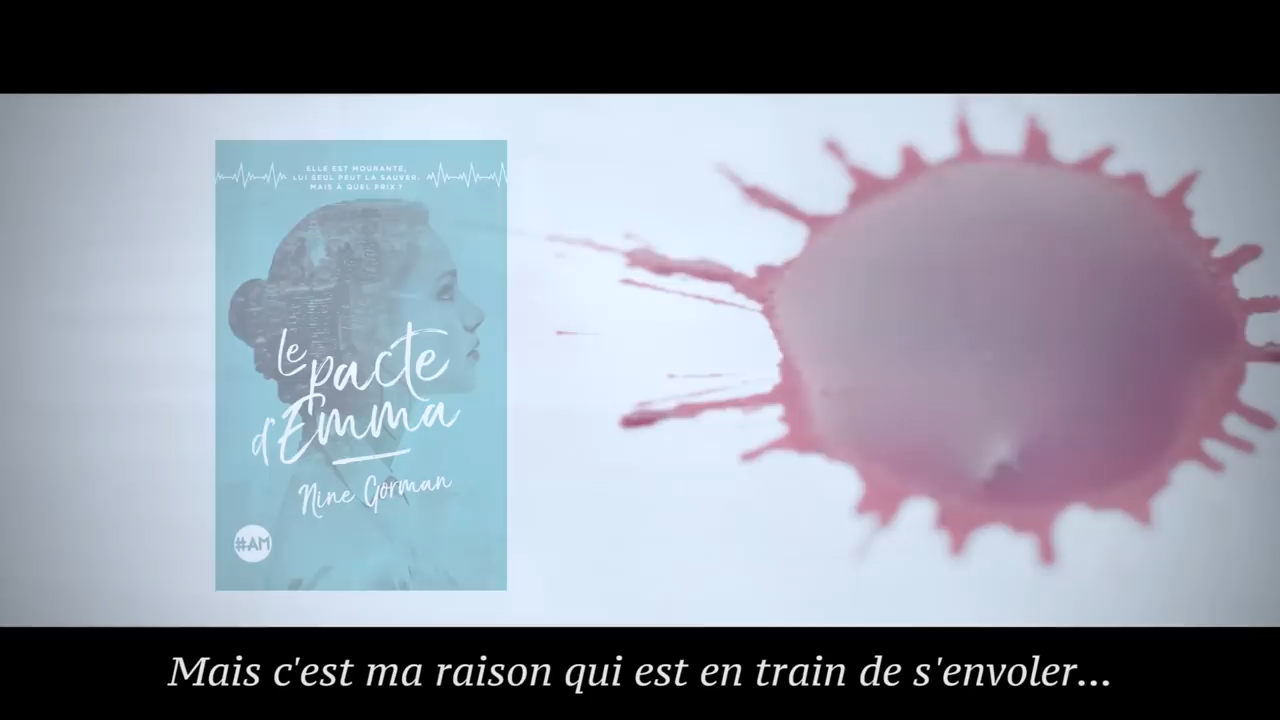 ELLE EST MOURANTE,
LUI SEUL PEUT LA SAUVER.
MAIS À QUEL PRIX ?
Le
pacte
d'Emma
Nine Gorman
#AM
Mais c'est ma raison qui est en train de s'envoler...